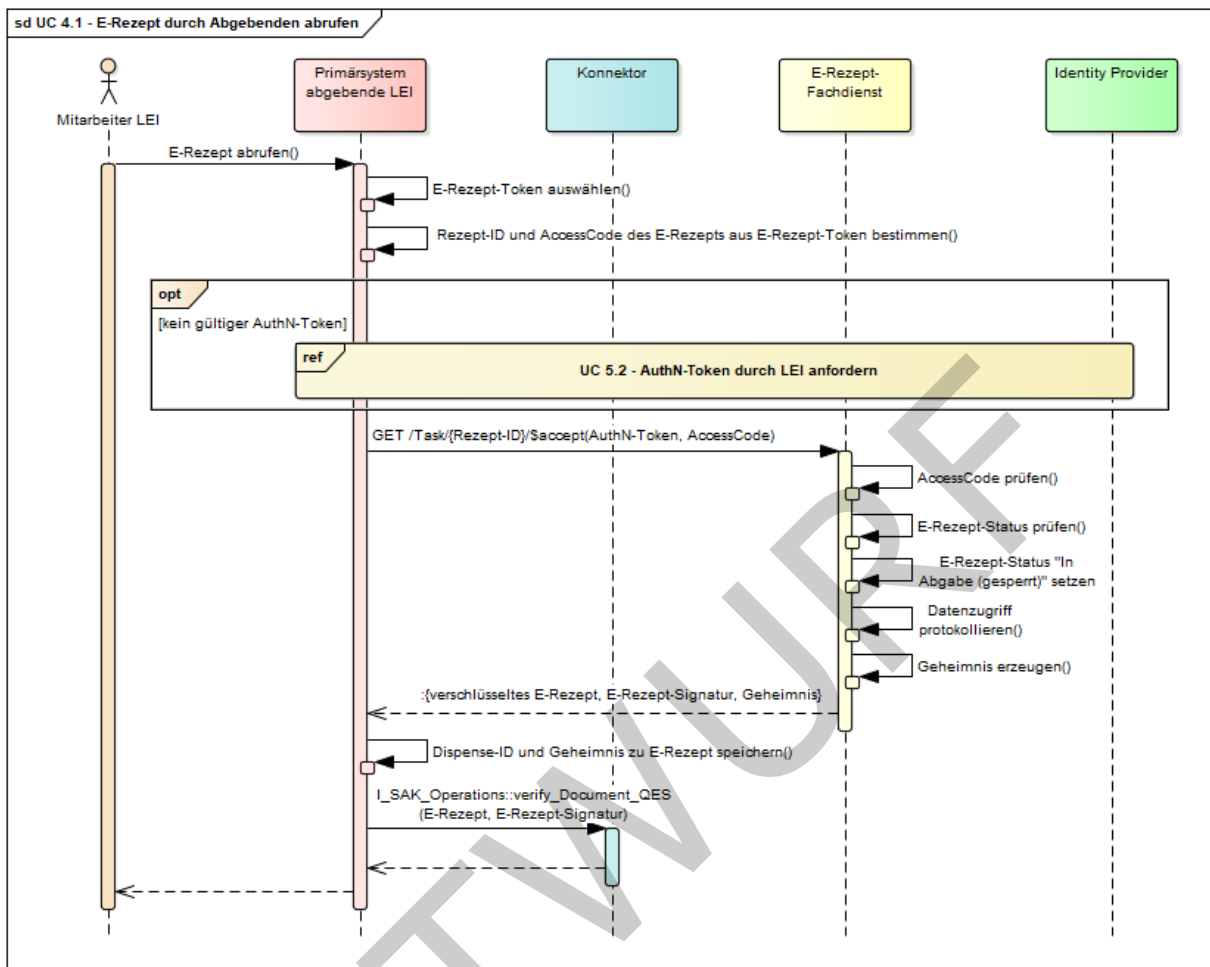 sd UC 4.1 - E-Rezept durch Abgebenden abrufen
Mitarbeiter LEI
Primärsystem
abgebende LEI
Konnektor
E-Rezept-
Fachdienst
Identity Provider
E-Rezept abrufen()
E-Rezept-Token auswählen()
Rezept-ID und AccessCode des E-Rezepts aus E-Rezept-Token bestimmen()
opt
[kein gültiger AuthN-Token]
ref
UC 5.2 - AuthN-Token durch LEI anfordern
GET /Task/{Rezept-ID}/$accept(AuthN-Token, AccessCode)
AccessCode prüfen()
E-Rezept-Status prüfen()
E-Rezept-Status "In
Abgabe (gesperrt)" setzen
Datenzugriff
protokollieren()
Geheimnis erzeugen()
:{verschlüsseltes E-Rezept, E-Rezept-Signatur, Geheimnis}
Dispense-ID und Geheimnis zu E-Rezept speichern()
I_SAK_Operations::verify_Document_QES
(E-Rezept, E-Rezept-Signatur)
TWURF